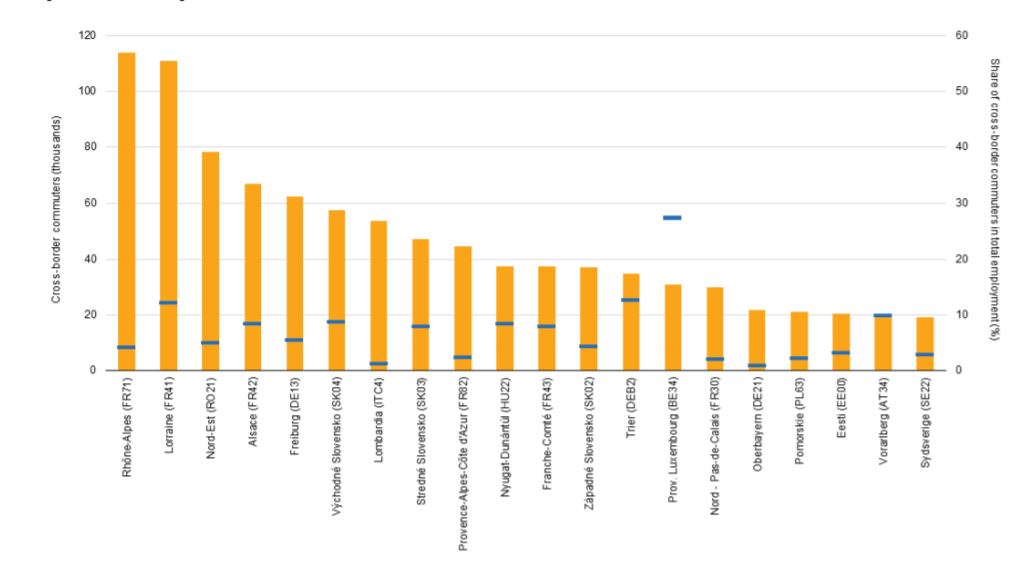 120
100
80
60
40
20
0
Cross-border commuters (thousands)
60
50
40
30
20
10
0
Share of cross-border commuters in total employment (%)
Rhône-Alpes (FR71)
Lorraine (FR41)
Nord-Est (RO21)
Alsace (FR42)
Freiburg (DE13)
Východné Slovensko (SK04)
Lombardia (ITC4)
Stredné Slovensko (SK03)
Provence-Alpes-Côte d'Azur (FR82)
Nyugat-Dunántúl (HU22)
Franche-Comté (FR43)
Západné Slovensko (SK02)
Trier (DEB2)
Prov. Luxembourg (BE34)
Nord - Pas-de-Calais (FR30)
Oberbayern (DE21)
Pomorskie (PL63)
Eesti (EE00)
Vorarlberg (AT34)
Sydsverige (SE22)